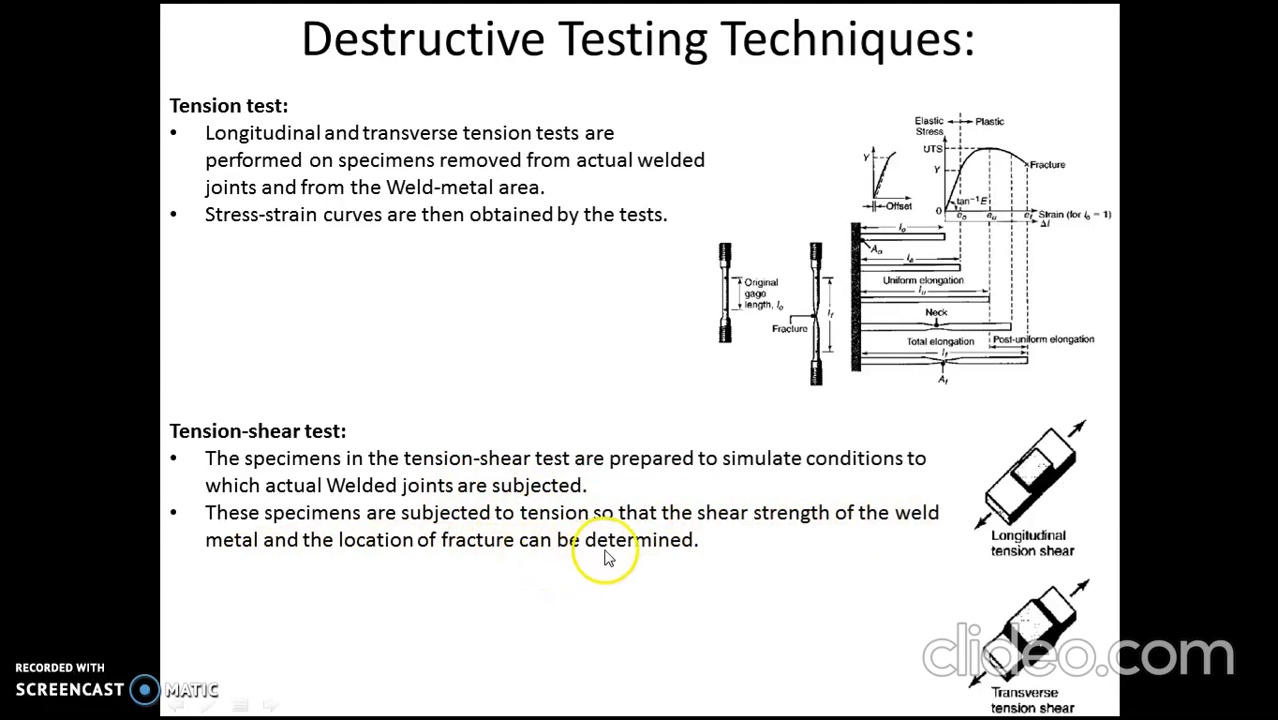 Destructive Testing Techniques:
Tension test:
• Longitudinal and transverse tension tests are
performed on specimens removed from actual welded
joints and from the Weld-metal area.
• Stress-strain curves are then obtained by the tests.
Elastic
Plastic
Stress
UTS
Y
Fracture
Y
tan⁻¹E
Offset
0
Strain (for l₀ = 1)
Δl
l₀
A₀
Uniform elongation
lᵤ
Original
gage
length, l₀
Fracture
Neck
Total elongation
Post-uniform elongation
Tension-shear test:
• The specimens in the tension-shear test are prepared to simulate conditions to
which actual Welded joints are subjected.
• These specimens are subjected to tension so that the shear strength of the weld
metal and the location of fracture can be determined.
Longitudinal
tension shear
Transverse
tension shear
clideo.com
RECORDED WITH
SCREENCAST MATIC